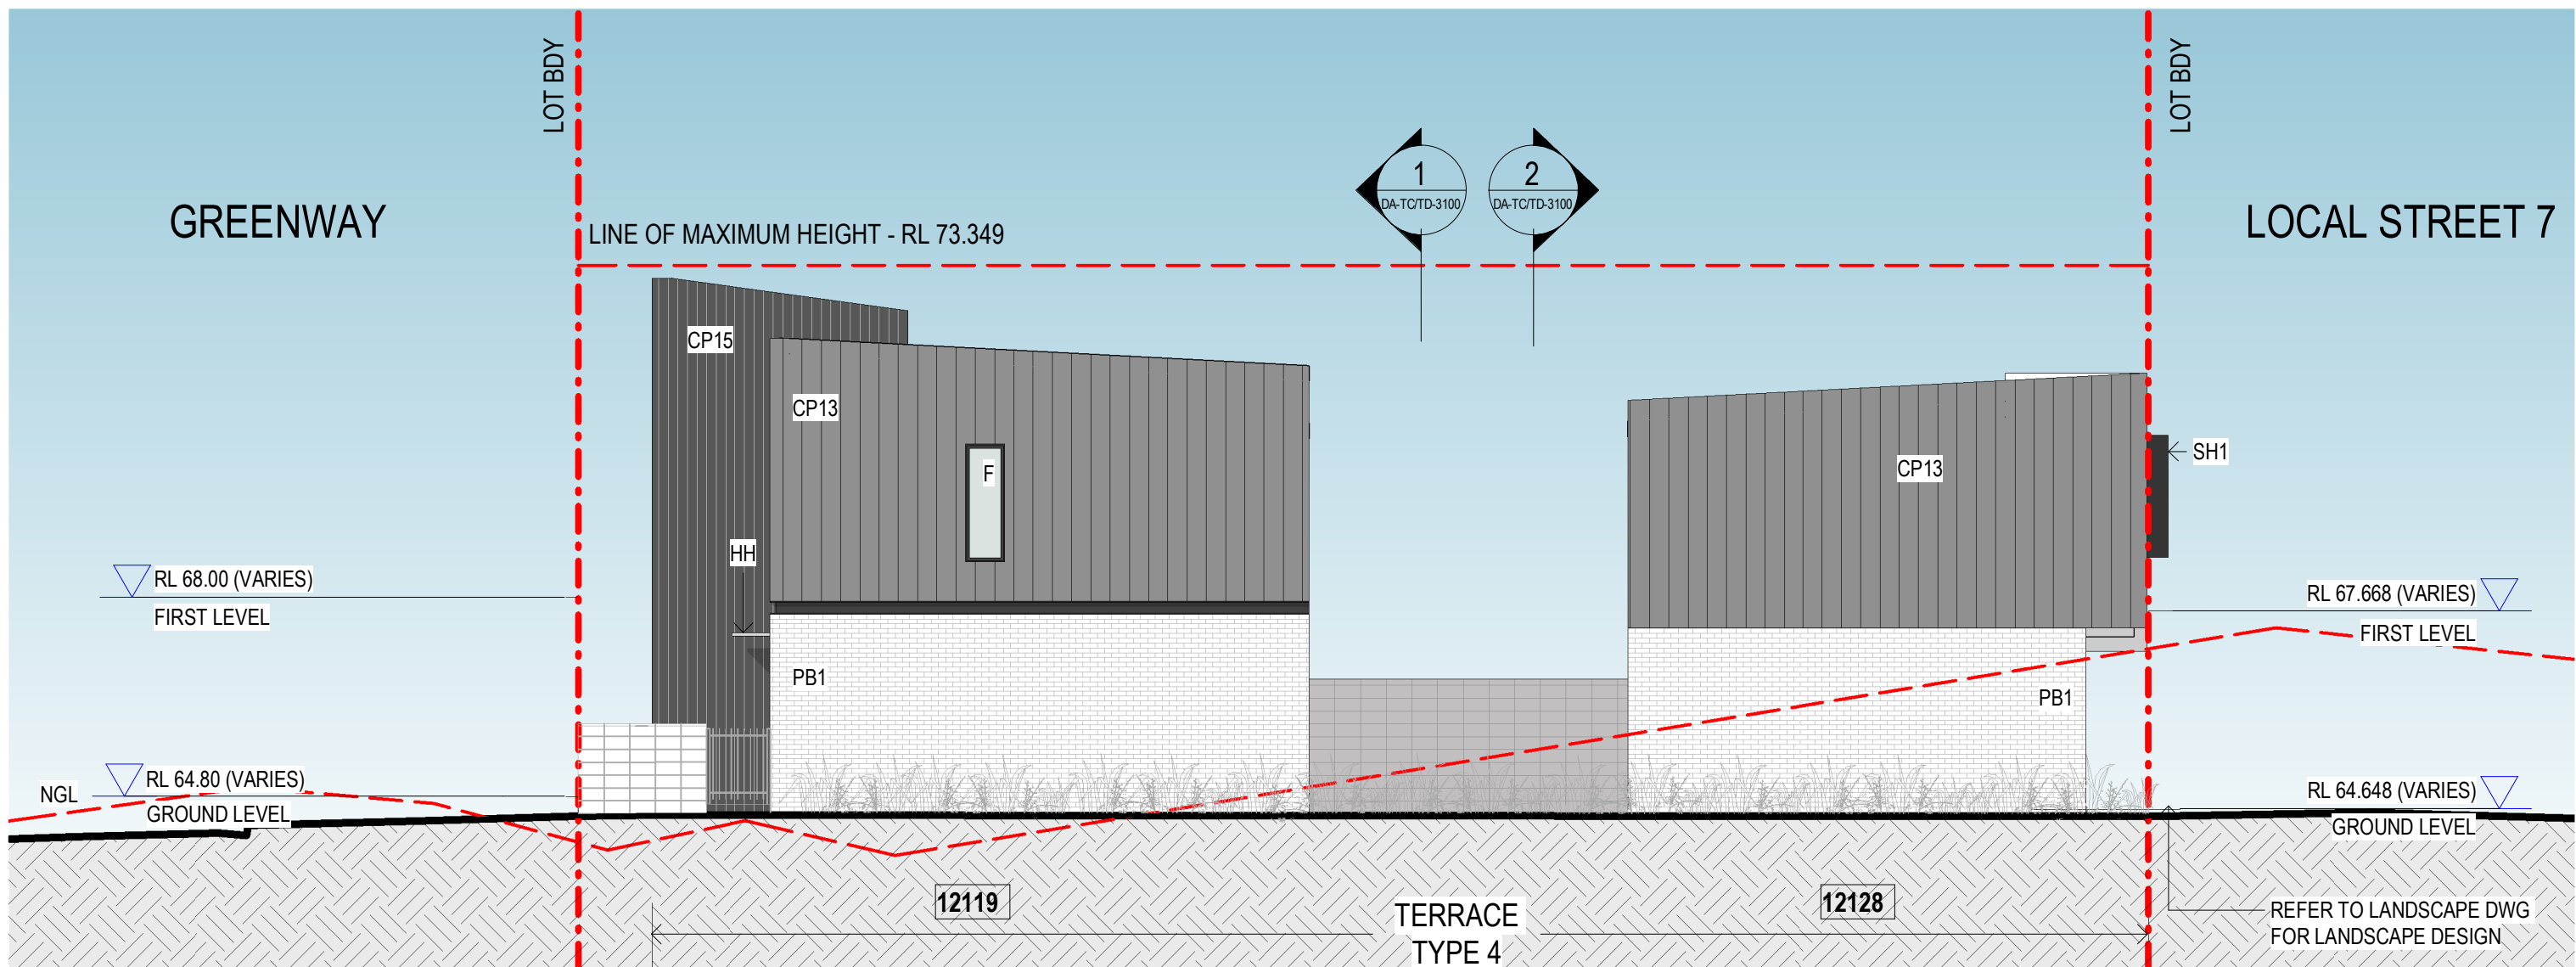 LOT BDY
LOT BDY
1
DA-TC/TD-3100
2
DA-TC/TD-3100
GREENWAY
LINE OF MAXIMUM HEIGHT - RL 73.349
LOCAL STREET 7
CP15
CP13
F
CP13
SH1
HH
RL 68.00 (VARIES)
FIRST LEVEL
RL 67.668 (VARIES)
FIRST LEVEL
PB1
PB1
NGL
RL 64.80 (VARIES)
GROUND LEVEL
RL 64.648 (VARIES)
GROUND LEVEL
12119
12128
TERRACE
TYPE 4
REFER TO LANDSCAPE DWG
FOR LANDSCAPE DESIGN